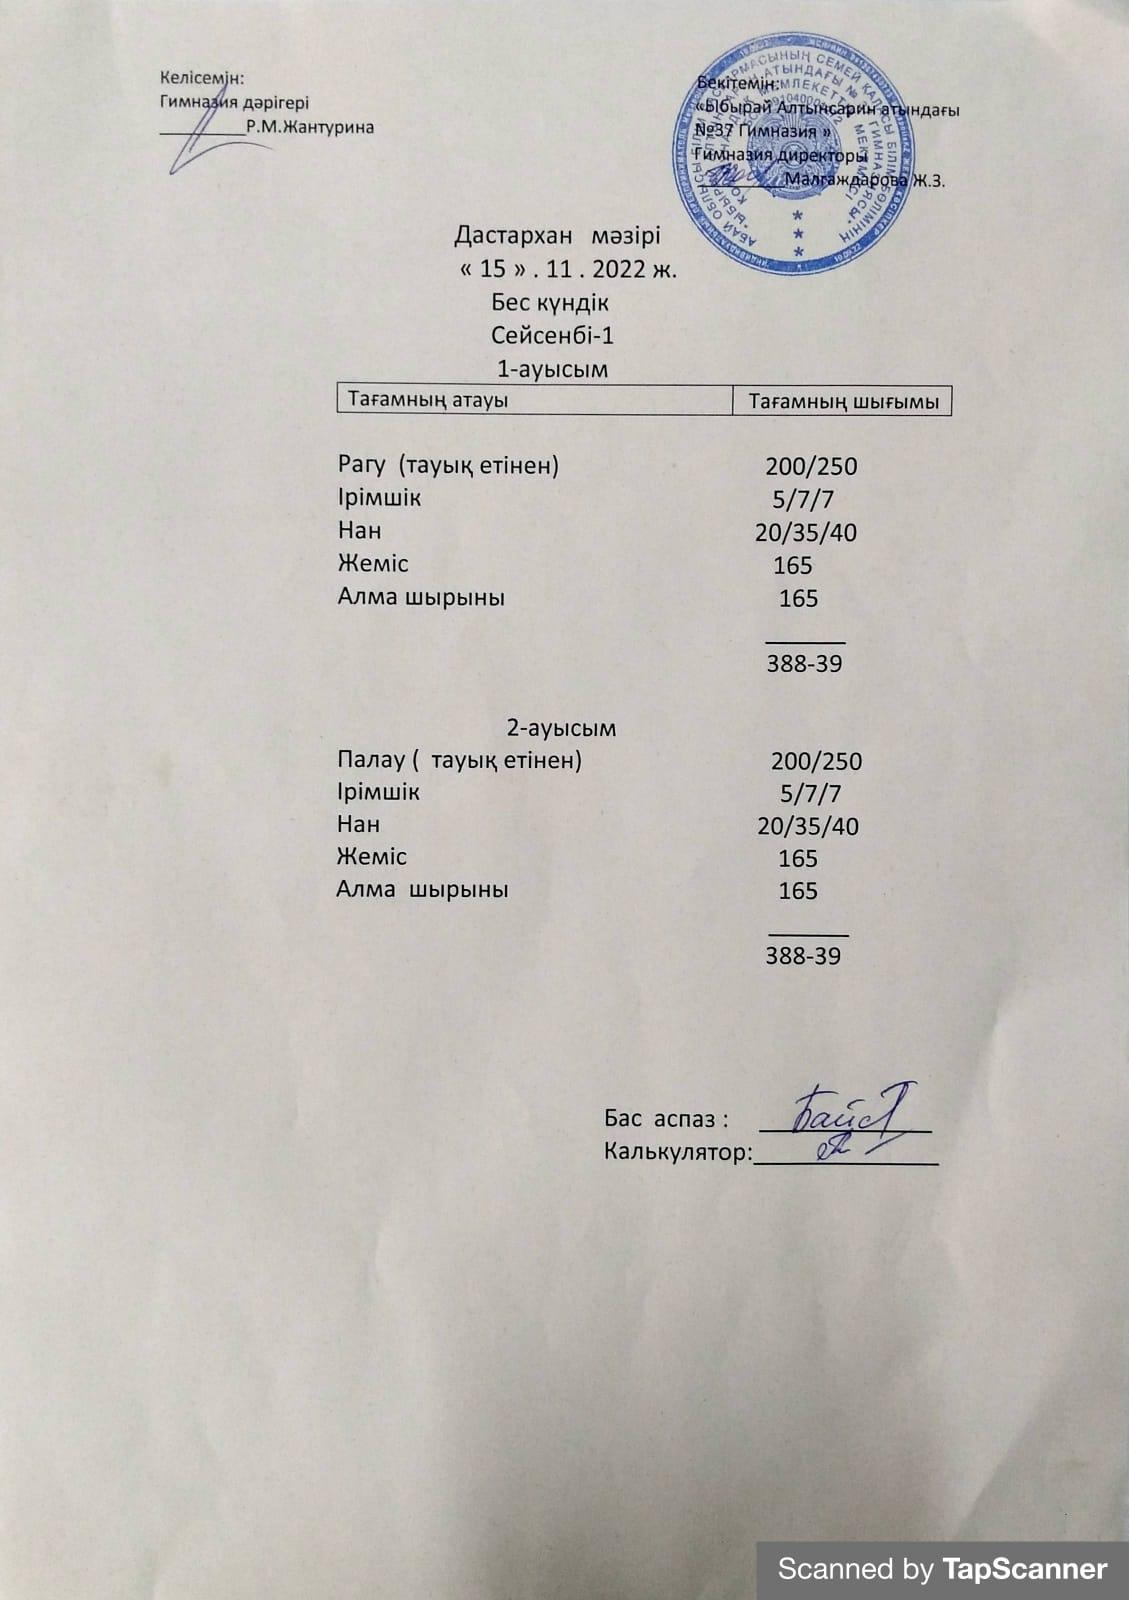 Келісемін:
Гимназия дәрігері
Р.М.Жантурина
Бекітемін:
«Ыбырай Алтынсарин атындағы
№37 Гимназия »
Гимназия директоры
Малгаждарова Ж.З.
Дастархан мәзірі
« 15 » . 11 . 2022 ж.
Бес күндік
Сейсенбі-1
1-ауысым
Тағамның атауы Тағамның шығымы
Рагу (тауық етінен) 200/250
Ірімшік 5/7/7
Нан 20/35/40
Жеміс 165
Алма шырыны 165
388-39
2-ауысым
Палау ( тауық етінен) 200/250
Ірімшік 5/7/7
Нан 20/35/40
Жеміс 165
Алма шырыны 165
388-39
Бас аспаз :
Калькулятор:
Scanned by TapScanner